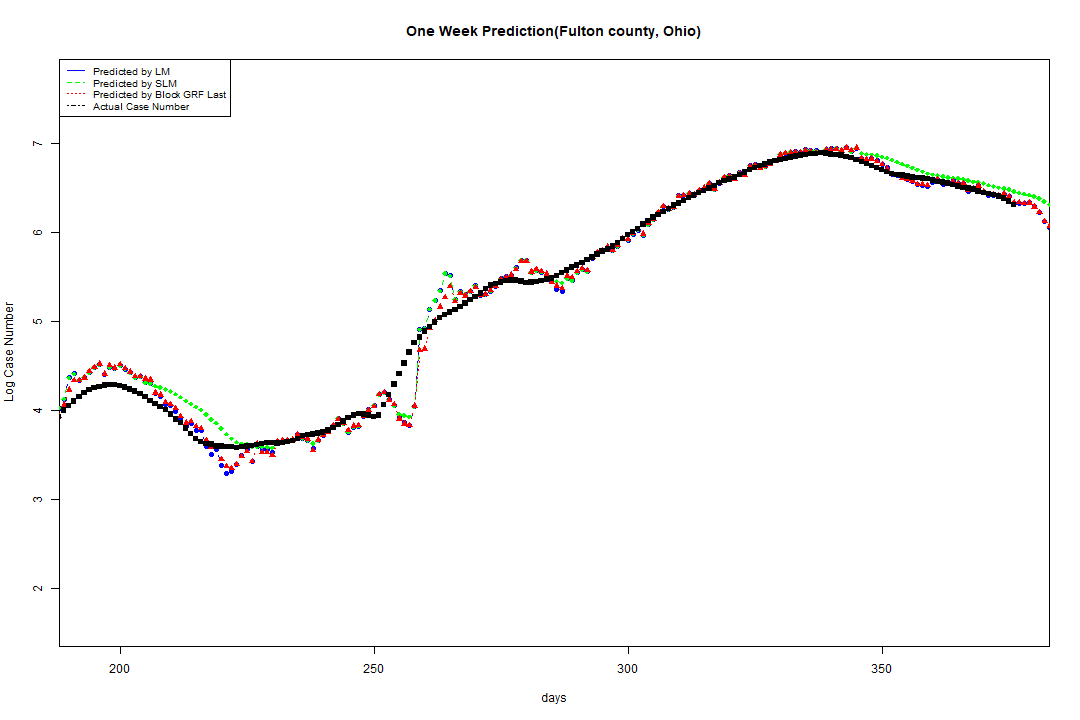 One Week Prediction(Fulton county, Ohio)
Predicted by LM
Predicted by SLM
Predicted by Block GRF Last
Actual Case Number
7
6
5
4
3
2
Log Case Number
200 250 300 350
days